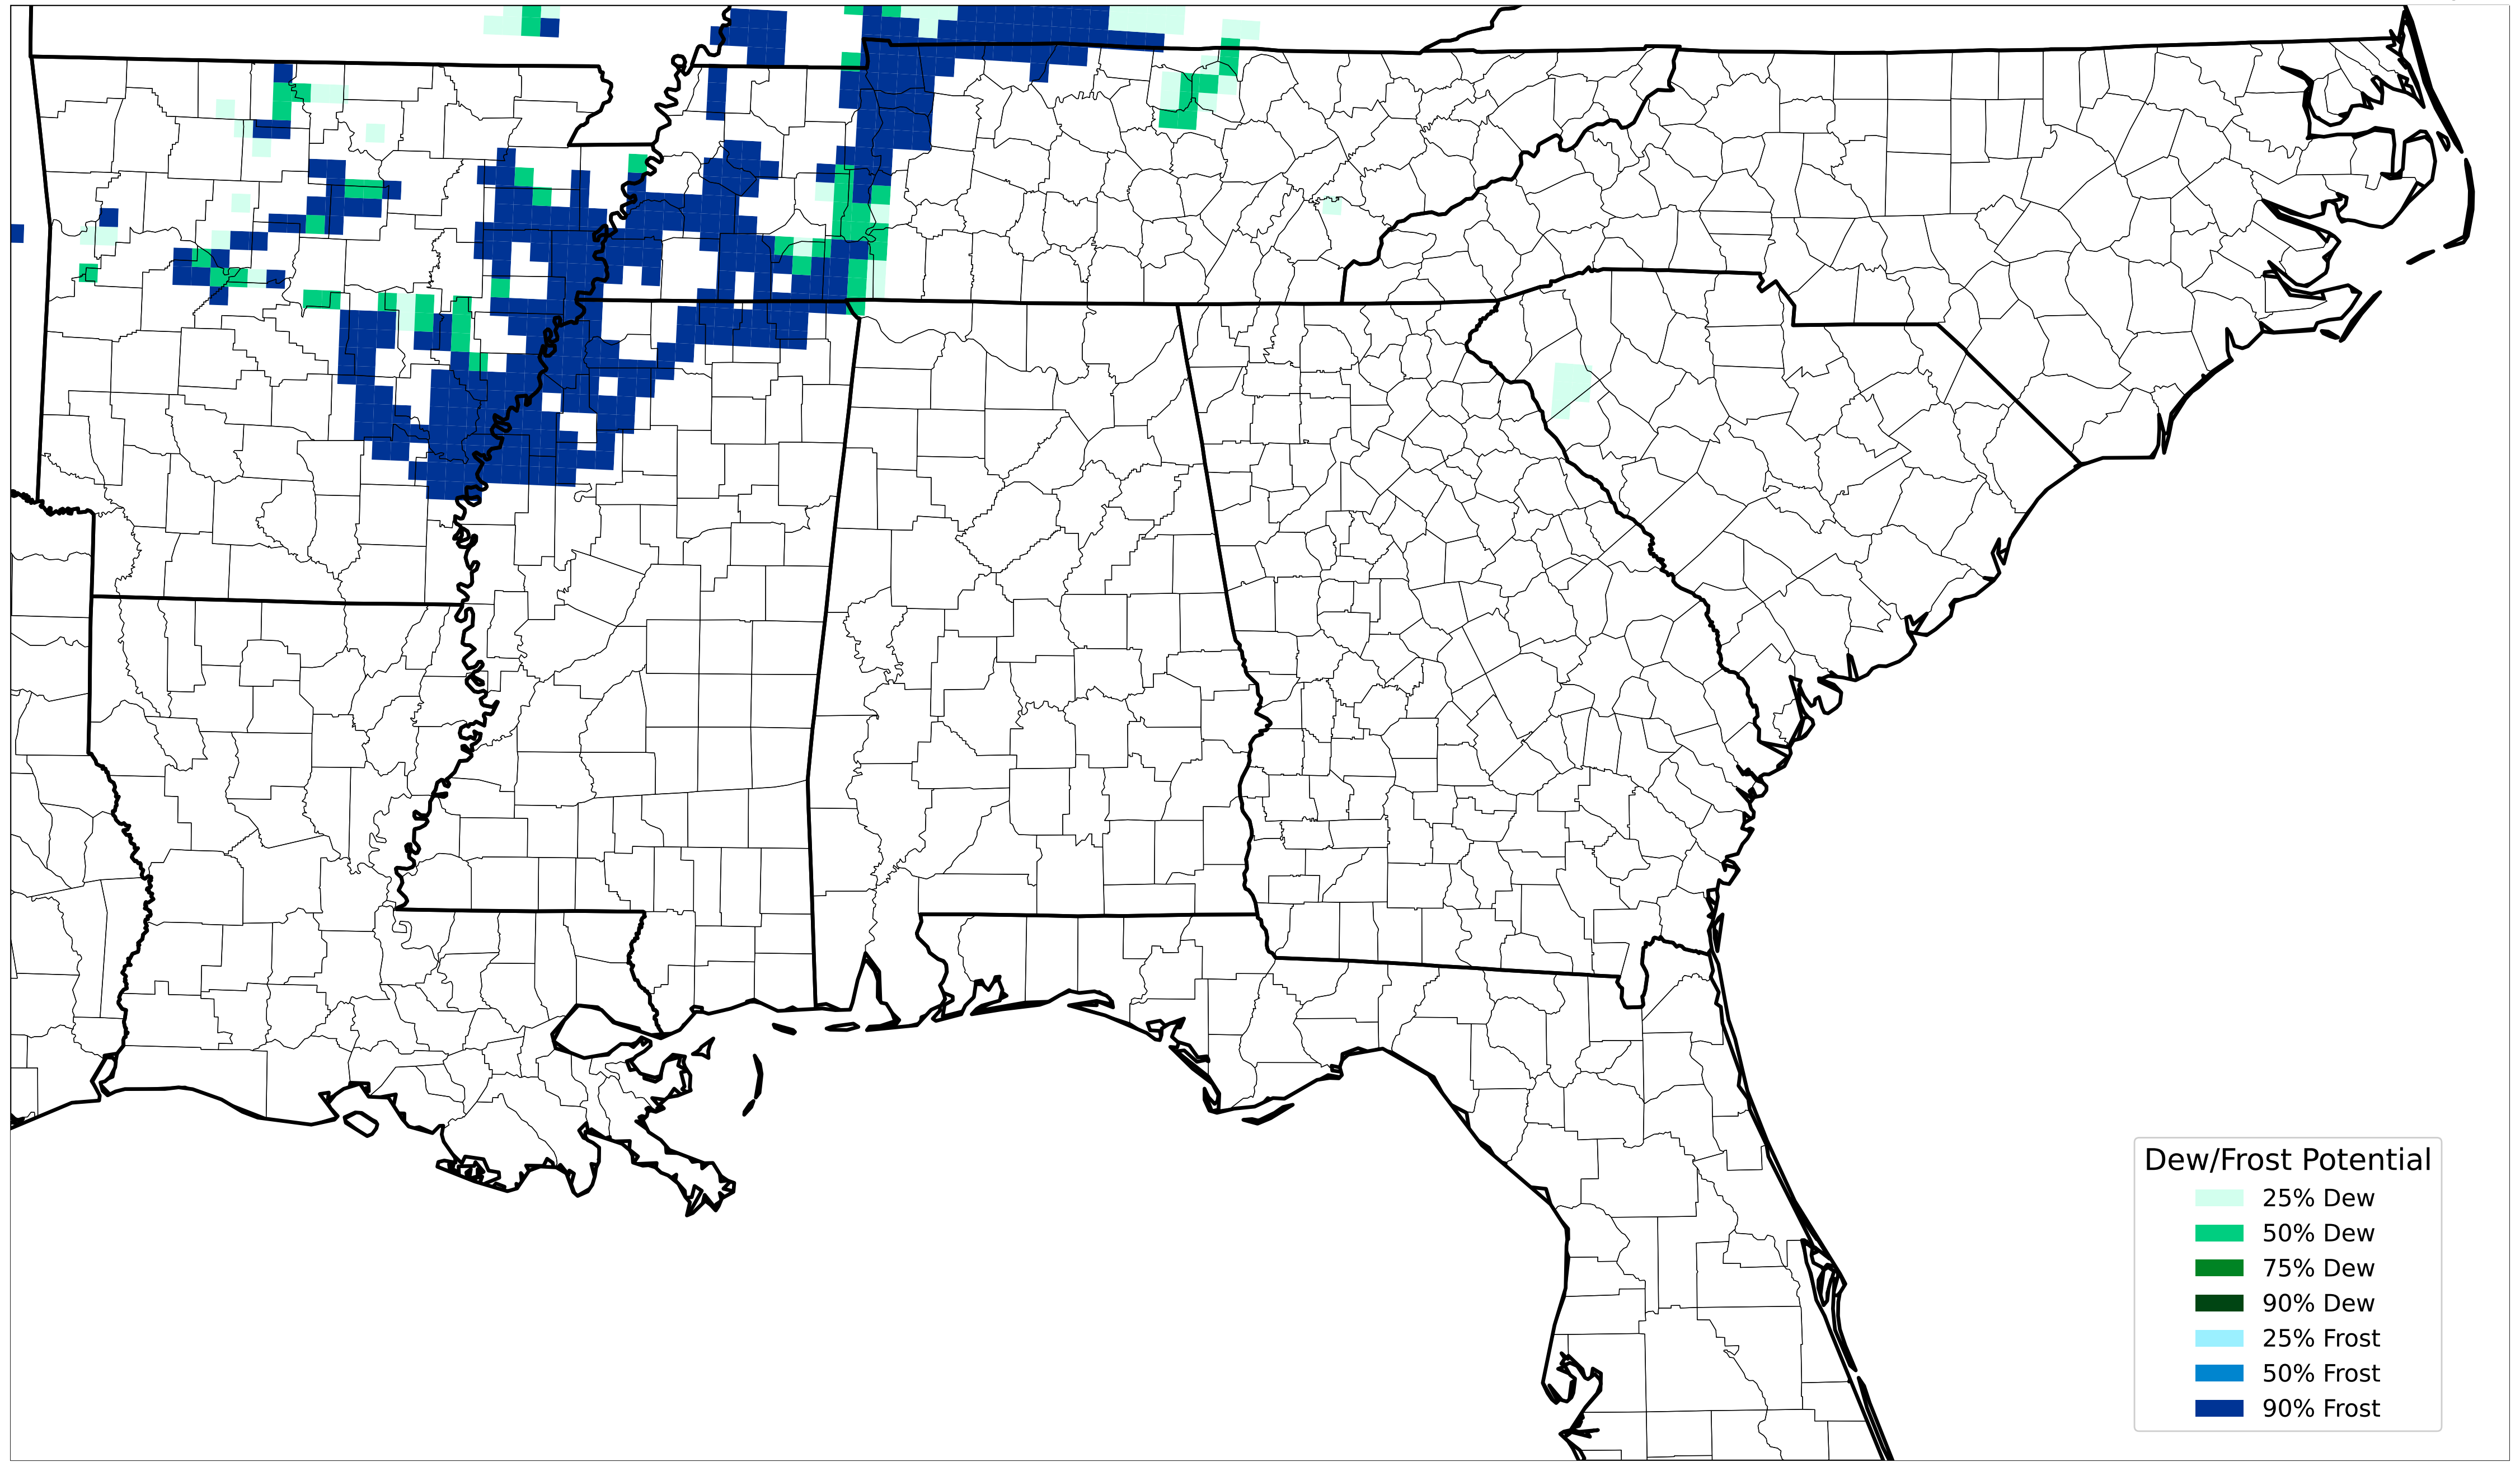 Dew/Frost Potential
25% Dew
50% Dew
75% Dew
90% Dew
25% Frost
50% Frost
90% Frost